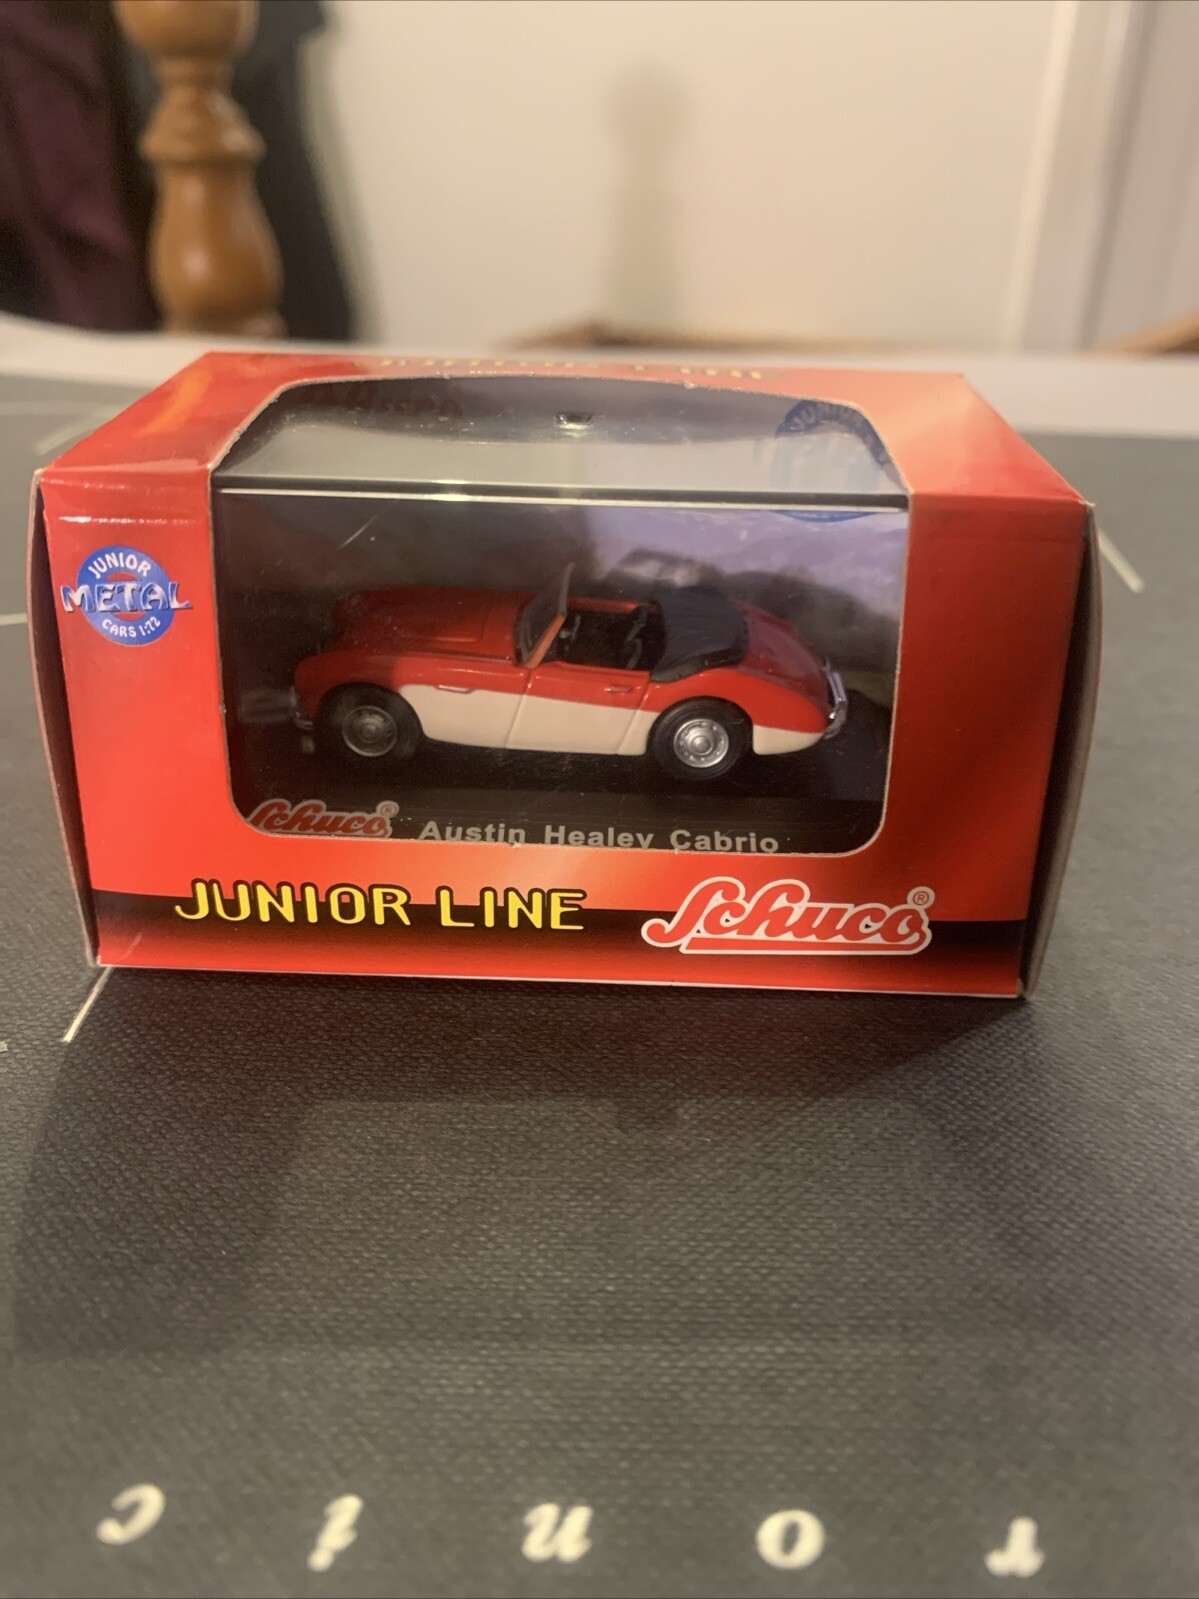 JUNIOR
METAL
CARS 1:72
Schuco® Austin Healey Cabrio
JUNIOR LINE Schuco®
c i n o r